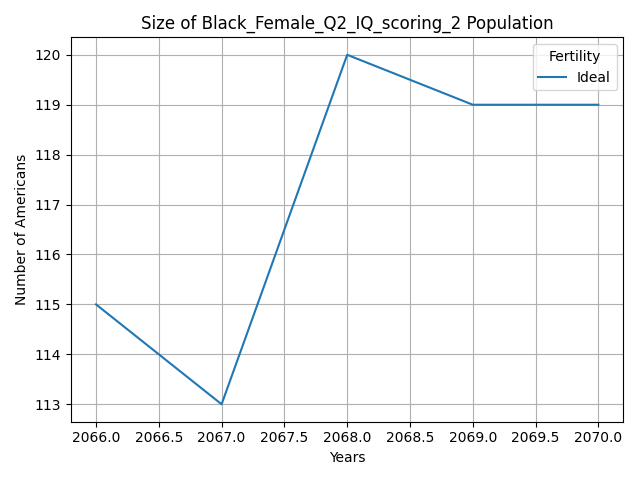 Size of Black_Female_Q2_IQ_scoring_2 Population
Fertility
Ideal
120
119
118
117
116
115
114
113
Number of Americans
2066.0 2066.5 2067.0 2067.5 2068.0 2068.5 2069.0 2069.5 2070.0
Years